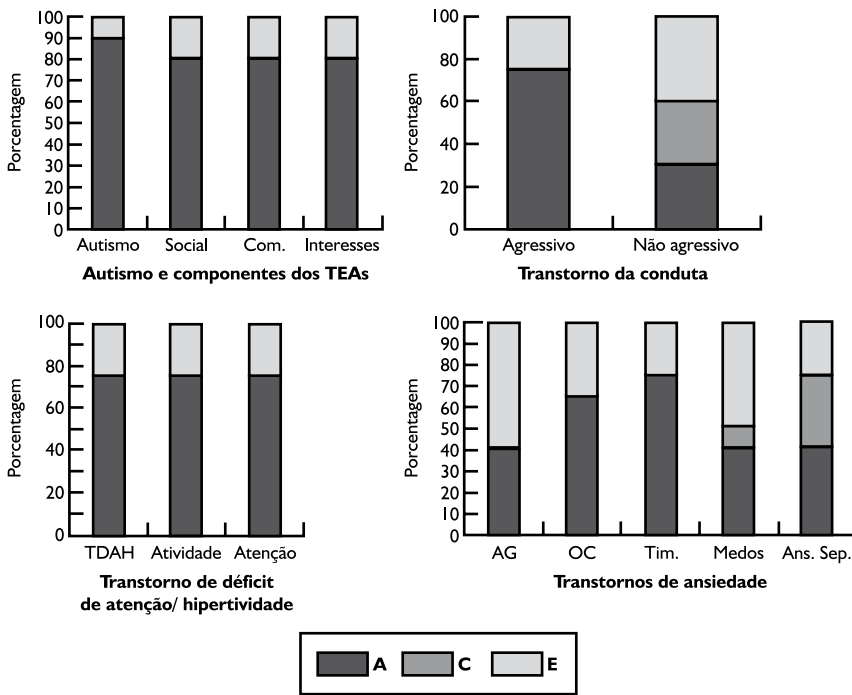 Porcentagem
100
90
80
70
60
50
40
30
20
10
0
Autismo Social Com. Interesses
Autismo e componentes dos TEAs
Porcentagem
100
80
60
40
20
0
Agressivo Não agressivo
Transtorno da conduta
Porcentagem
100
80
60
40
20
0
TDAH Atividade Atenção
Transtorno de déficit
de atenção/ hipertividade
Porcentagem
100
90
80
70
60
50
40
30
20
10
0
AG OC Tim. Medos Ans. Sep.
Transtornos de ansiedade
A C E